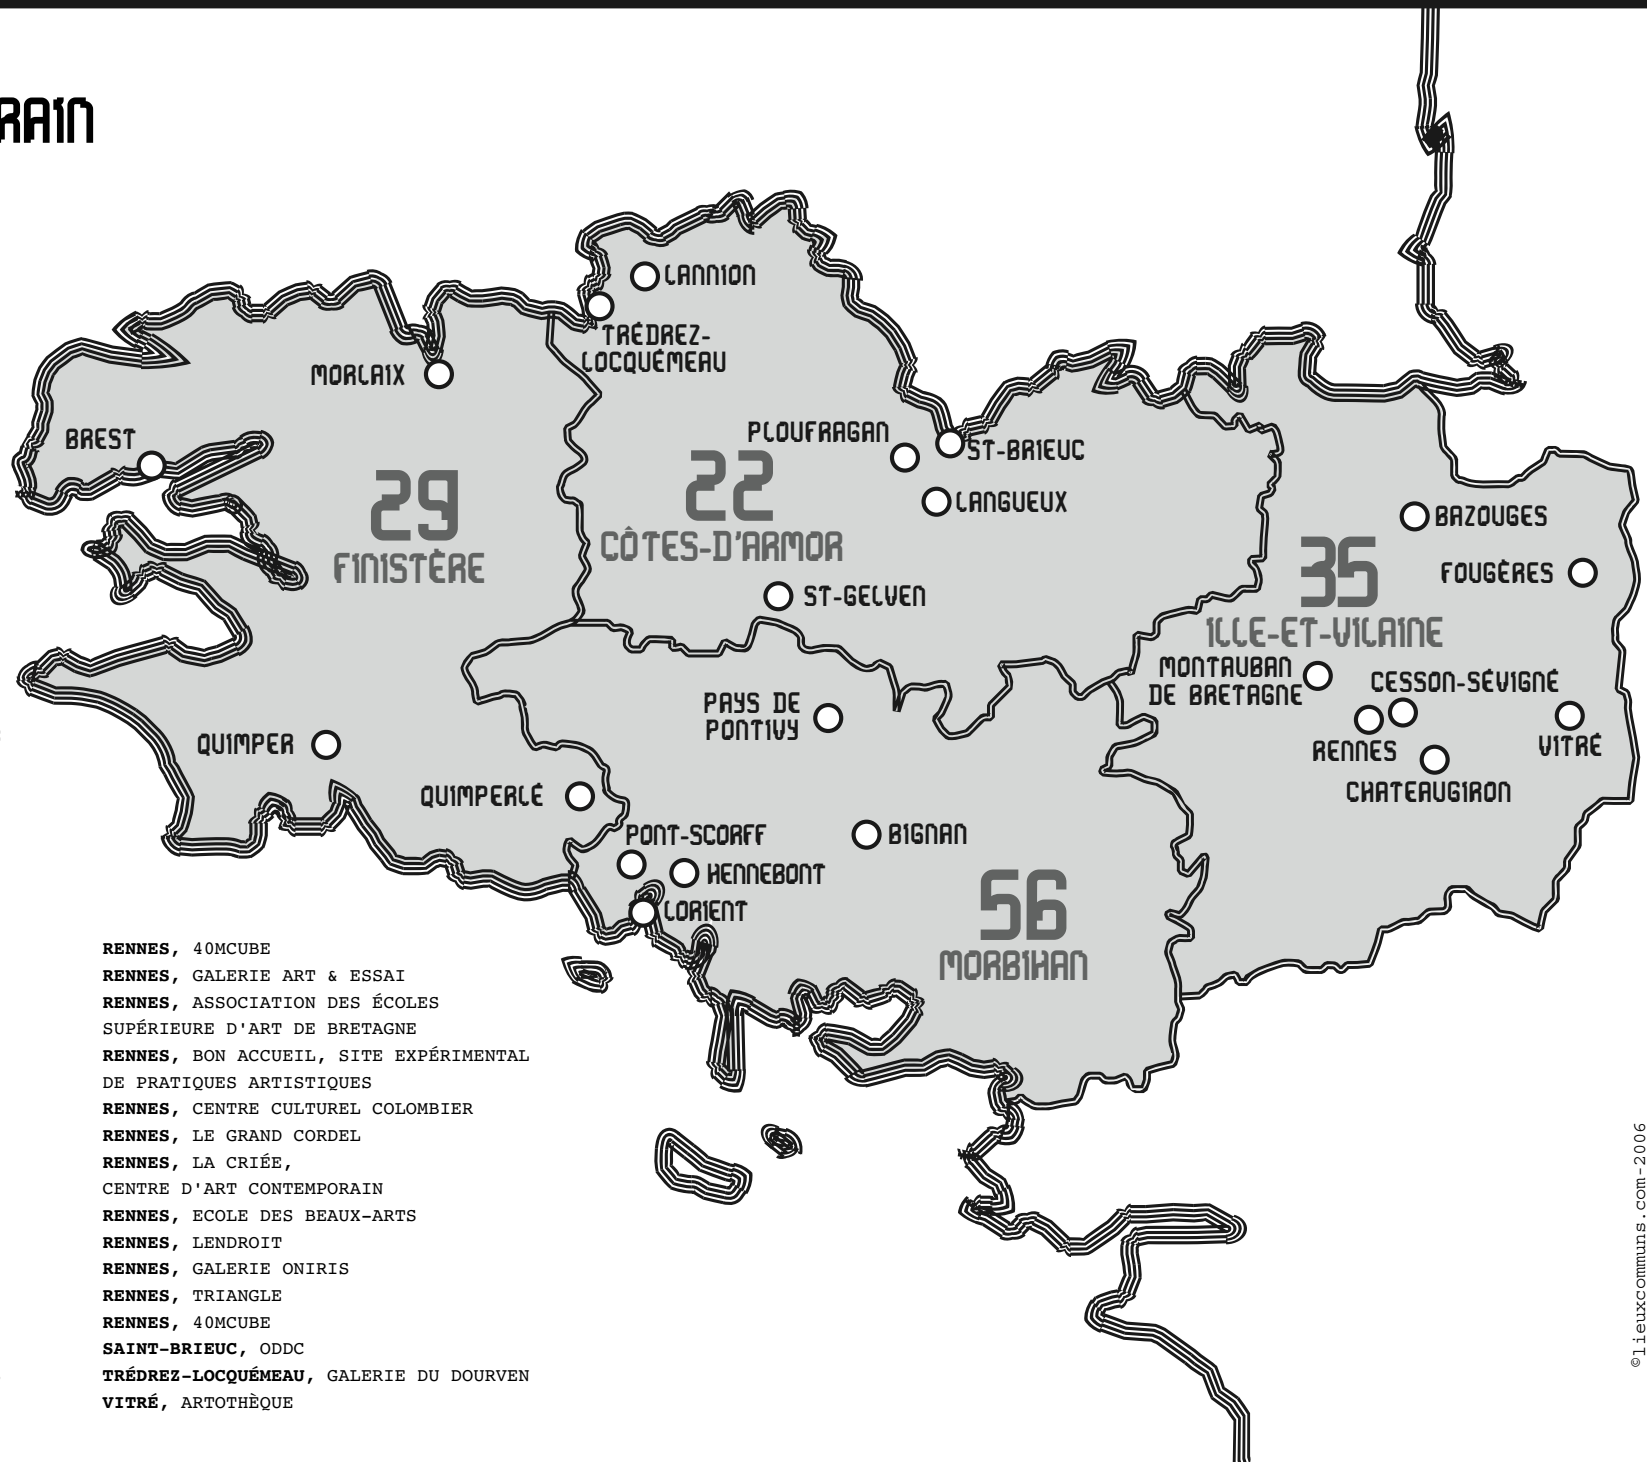 RAIN
LANNION
TRÉDREZ-
LOCQUÉMEAU
MORLAIX
BREST
PLOUFRAGAN
ST-BRIEUC
LANGUEUX
29
FINISTÈRE
22
CÔTES-D'ARMOR
ST-GELVEN
BAZOUGES
FOUGÈRES
35
ILLE-ET-VILAINE
MONTAUBAN
DE BRETAGNE
CESSON-SÉVIGNÉ
RENNES
VITRÉ
CHATEAUGIRON
PAYS DE
PONTIVY
QUIMPER
QUIMPERLÉ
PONT-SCORFF
HENNEBONT
LORIENT
BIGNAN
56
MORBIHAN
RENNES, 40MCUBE
RENNES, GALERIE ART & ESSAI
RENNES, ASSOCIATION DES ÉCOLES
SUPÉRIEURE D'ART DE BRETAGNE
RENNES, BON ACCUEIL, SITE EXPÉRIMENTAL
DE PRATIQUES ARTISTIQUES
RENNES, CENTRE CULTUREL COLOMBIER
RENNES, LE GRAND CORDEL
RENNES, LA CRIÉE,
CENTRE D'ART CONTEMPORAIN
RENNES, ECOLE DES BEAUX-ARTS
RENNES, LENDROIT
RENNES, GALERIE ONIRIS
RENNES, TRIANGLE
RENNES, 40MCUBE
SAINT-BRIEUC, ODDC
TRÉDREZ-LOCQUÉMEAU, GALERIE DU DOURVEN
VITRÉ, ARTOTHÈQUE
©lieuxcommuns.com-2006